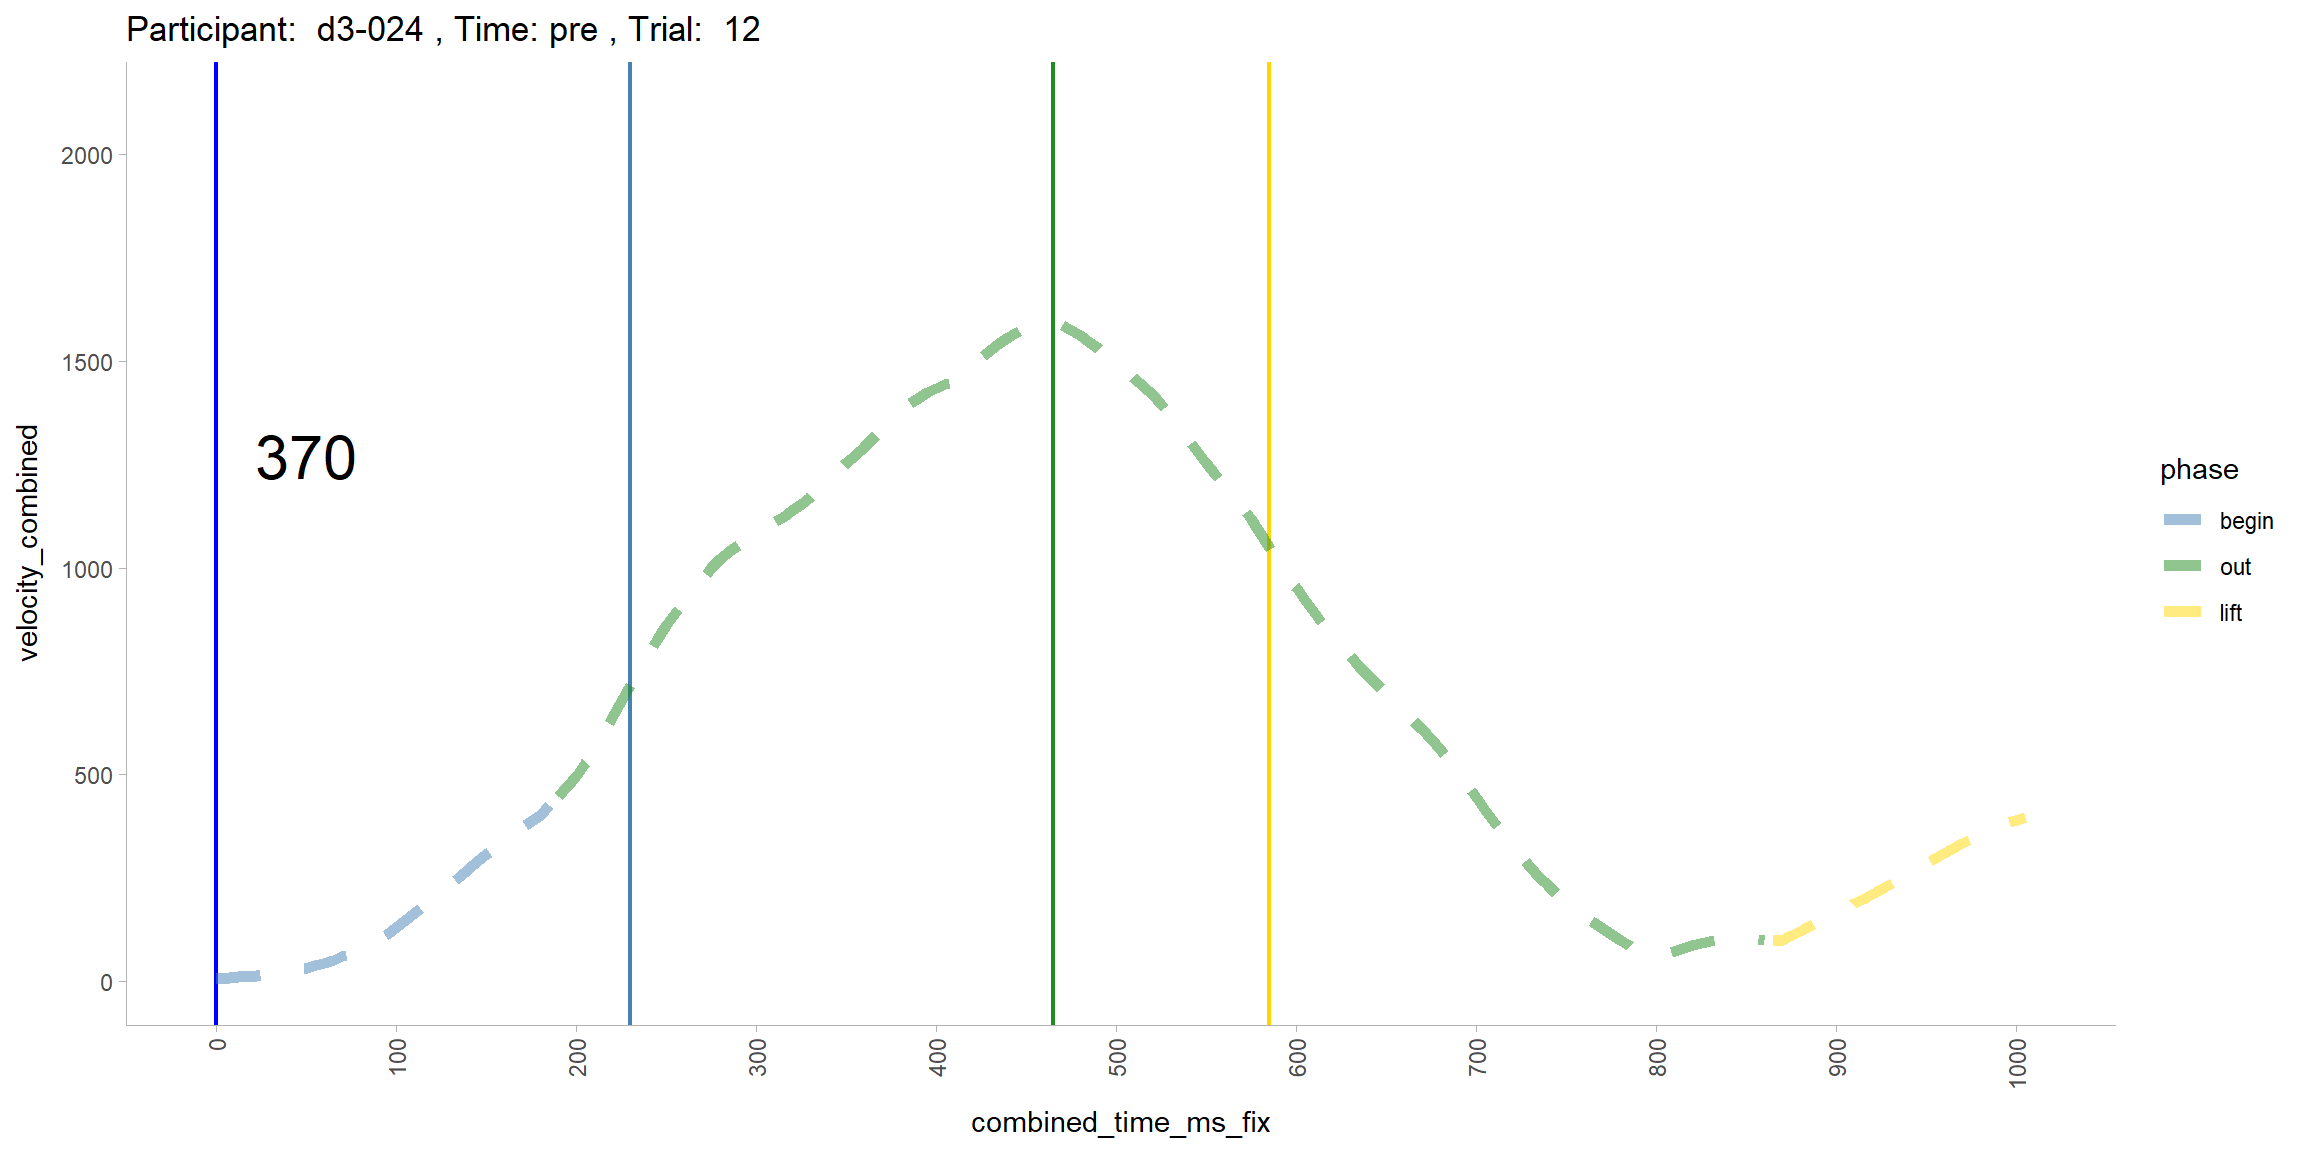 Participant:  d3-024 , Time: pre , Trial:  12
velocity_combined
2000
1500
1000
500
0
370
0
100
200
300
400
500
600
700
800
900
1000
combined_time_ms_fix
phase
begin
out
lift